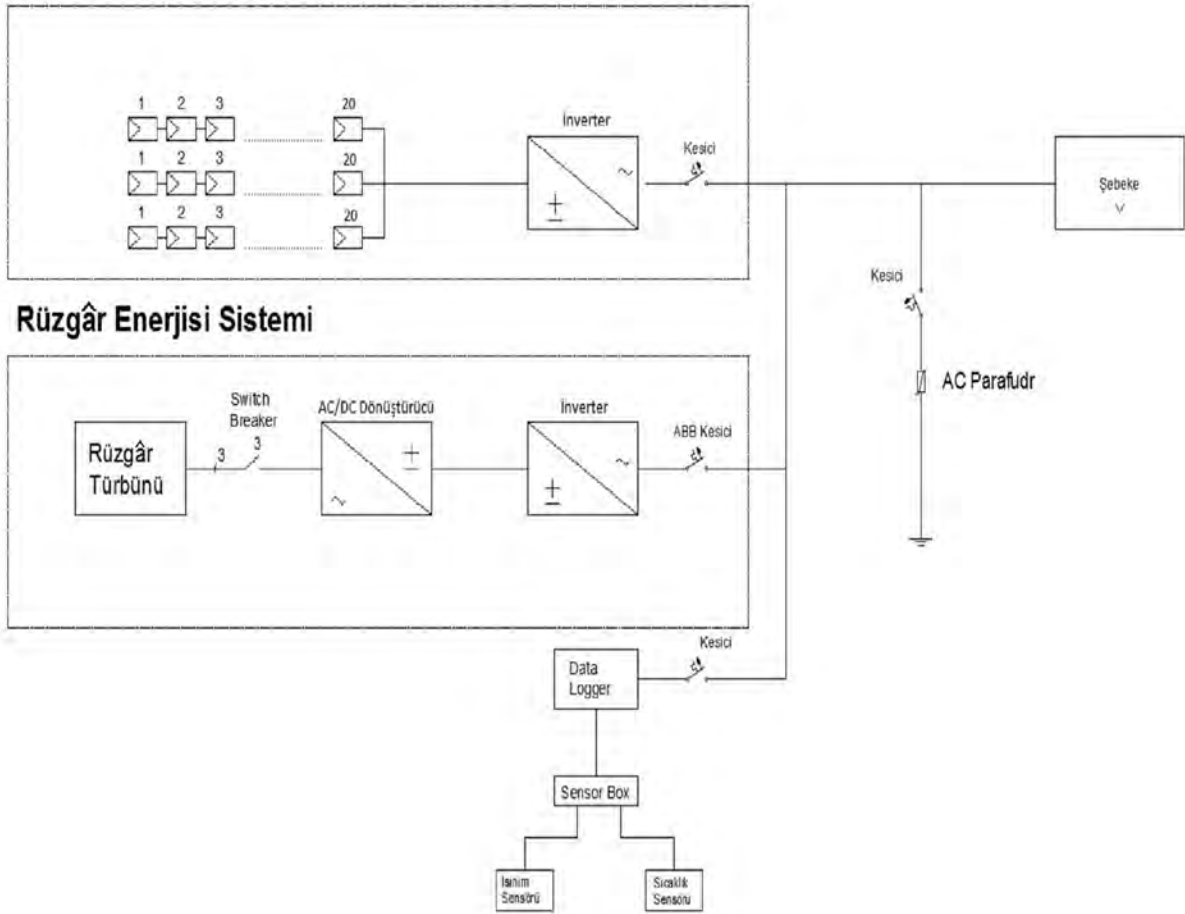 1 2 3 20
İnverter
Kesici
1 2 3 20
Şebeke
1 2 3 20
Kesici
Rüzgâr Enerjisi Sistemi
AC Parafudr
Switch
Breaker
AC/DC Dönüştürücü
İnverter
ABB Kesici
Rüzgâr
Türbünü
3 3
Kesici
Data
Logger
Sensor Box
Isınim
Sensörü
Sıcaklık
Sensörü